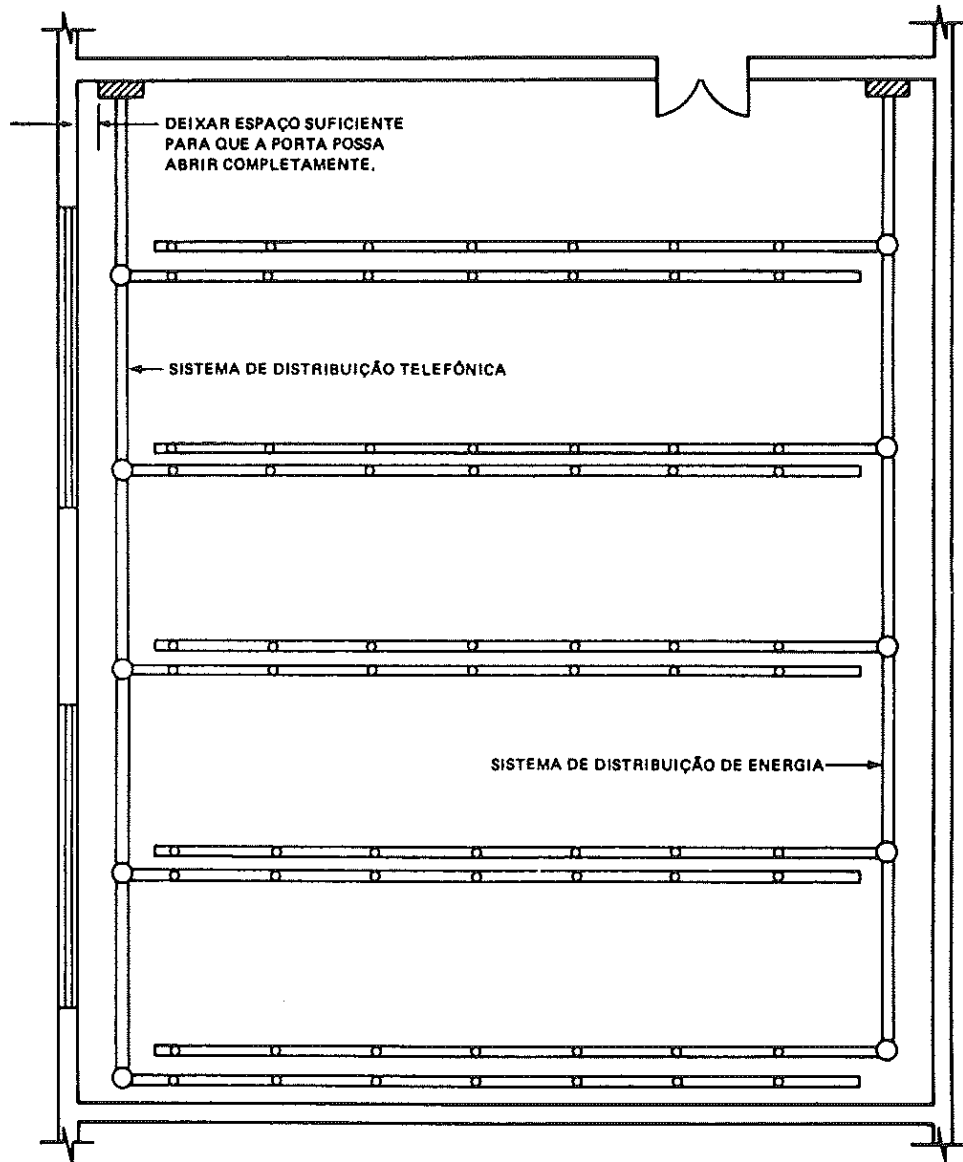 DEIXAR ESPAÇO SUFICIENTE
PARA QUE A PORTA POSSA
ABRIR COMPLETAMENTE.
SISTEMA DE DISTRIBUIÇÃO TELEFÔNICA
SISTEMA DE DISTRIBUIÇÃO DE ENERGIA